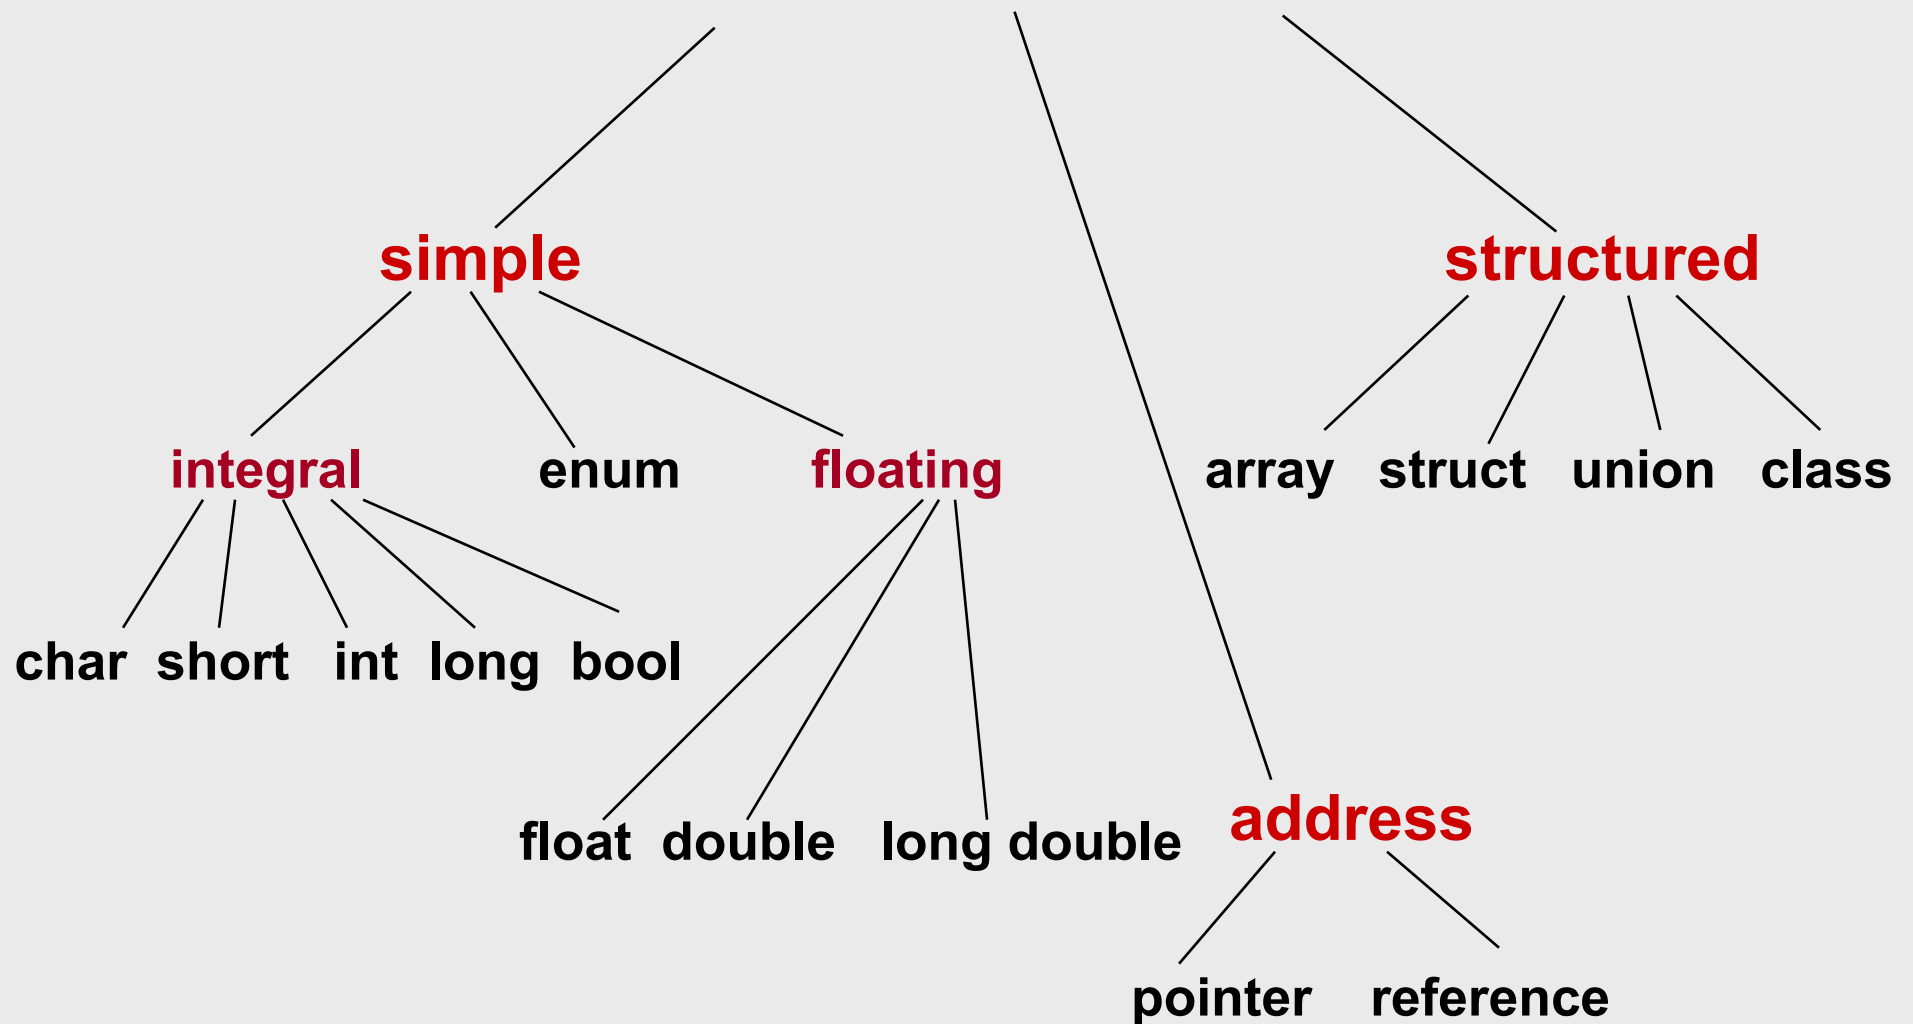 simple structured
integral enum floating array struct union class
char short int long bool
float double long double address
pointer reference